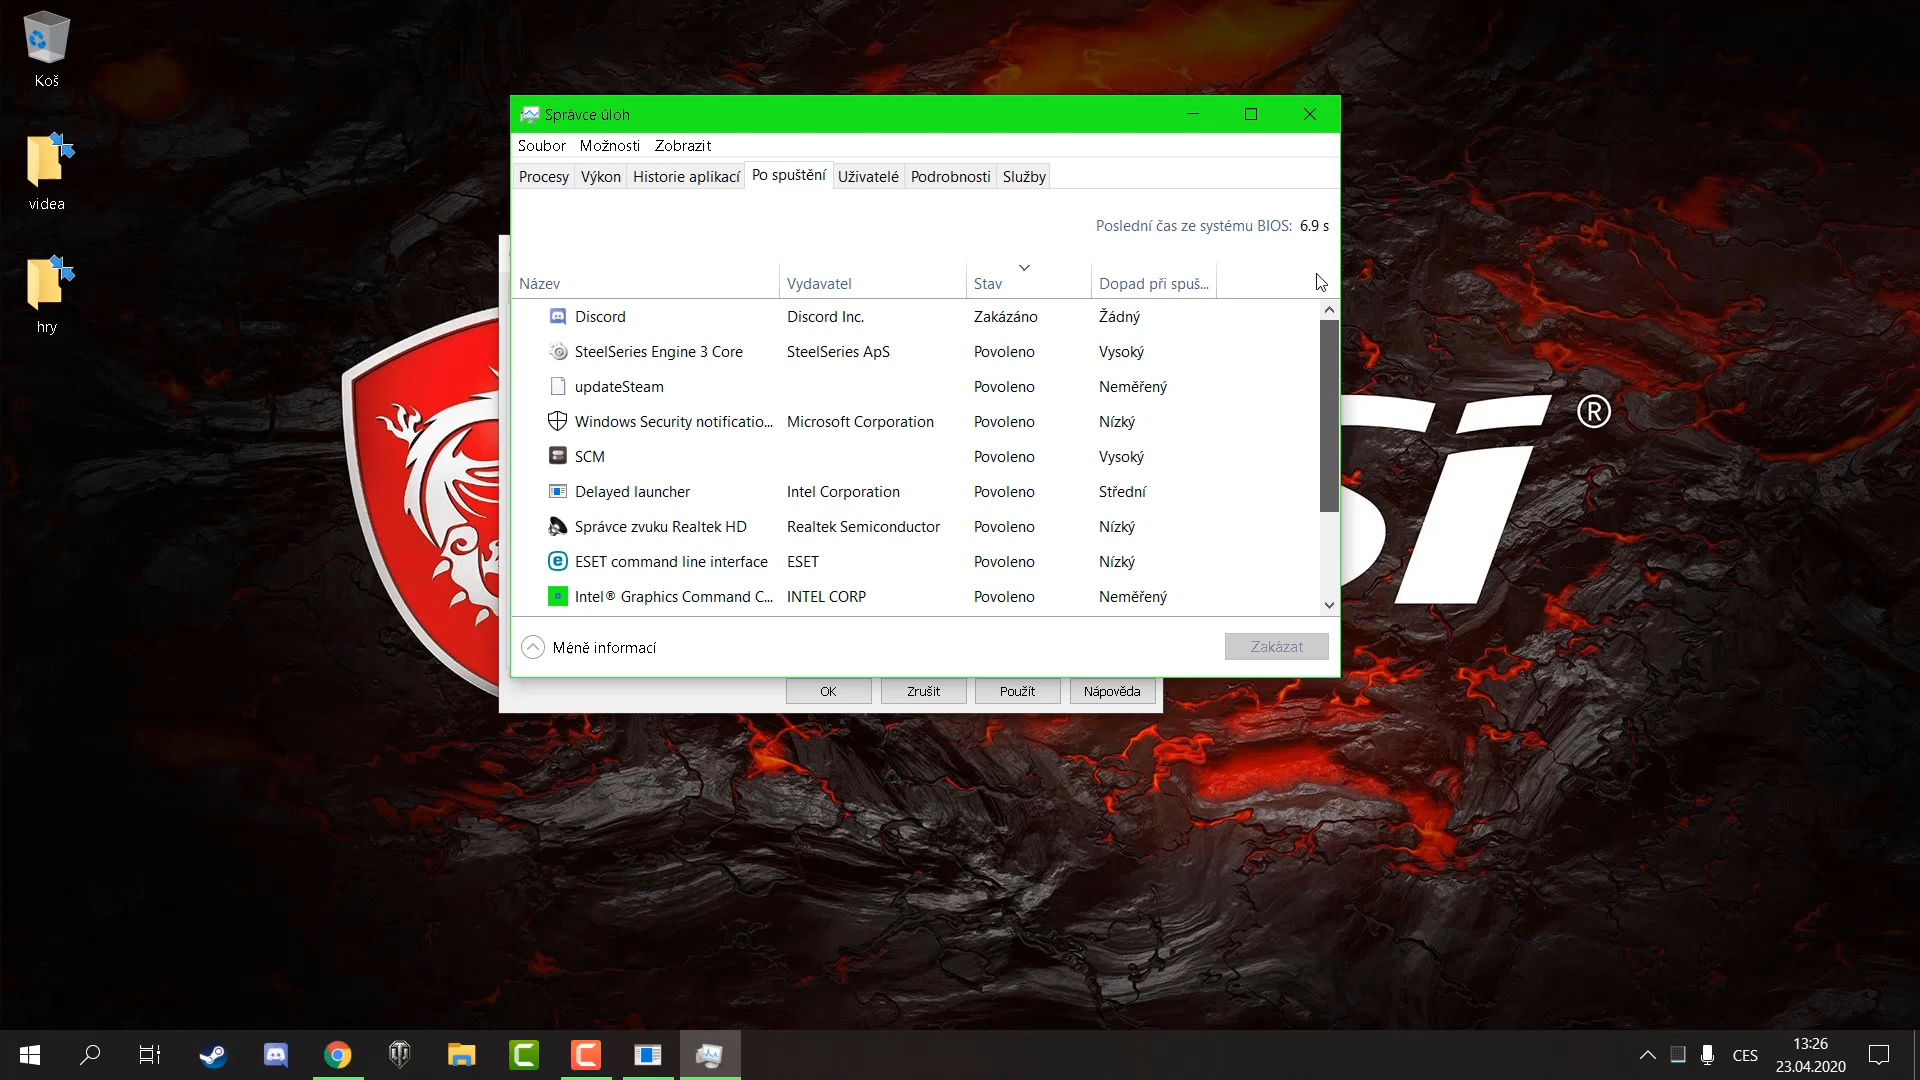 Koš
videa
hry
Správce úloh
Soubor Možnosti Zobrazit
Procesy Výkon Historie aplikací Po spuštění Uživatelé Podrobnosti Služby
Poslední čas ze systému BIOS: 6.9 s
Název Vydavatel Stav Dopad při spuš...
Discord Discord Inc. Zakázáno Žádný
SteelSeries Engine 3 Core SteelSeries ApS Povoleno Vysoký
updateSteam Povoleno Neměřený
Windows Security notificatio... Microsoft Corporation Povoleno Nízký
SCM Povoleno Vysoký
Delayed launcher Intel Corporation Povoleno Střední
Správce zvuku Realtek HD Realtek Semiconductor Povoleno Nízký
ESET command line interface ESET Povoleno Nízký
Intel® Graphics Command C... INTEL CORP Povoleno Neměřený
Méně informací Zakázat
OK Zrušit Použít Nápověda
®
CES
13:26
23.04.2020